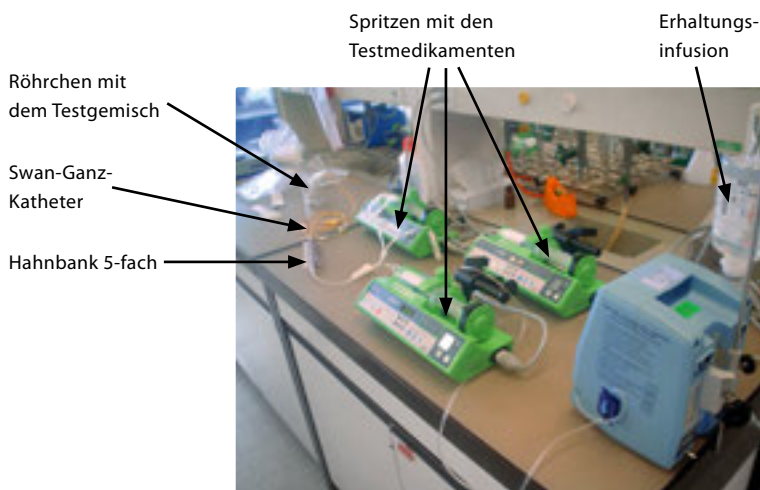 Spritzen mit den
Testmedikamenten
Erhaltungs-
infusion
Röhrchen mit
dem Testgemisch
Swan-Ganz-
Katheter
Hahnbank 5-fach